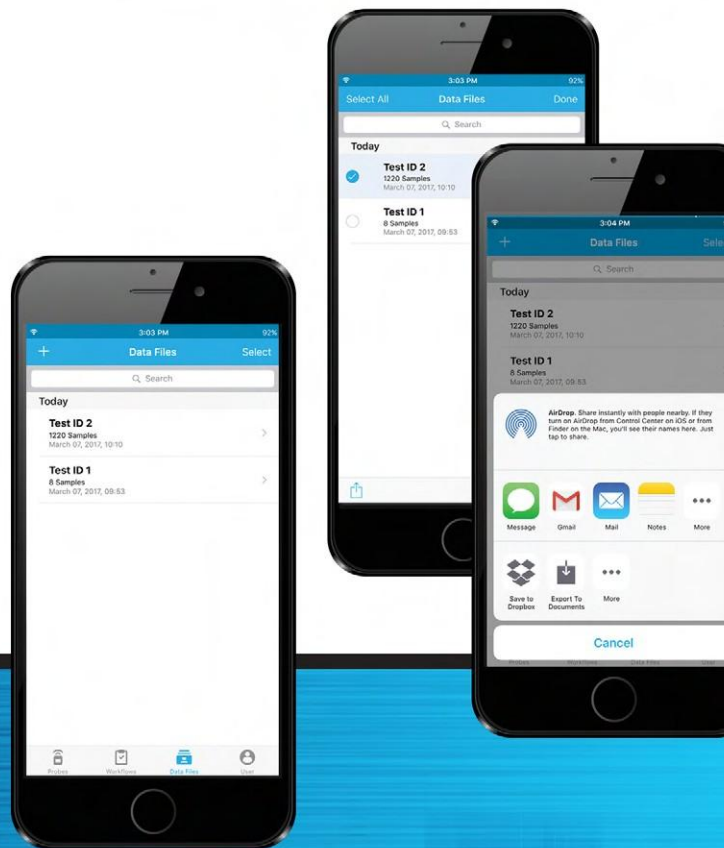 3:03 PM
92%
Select All
Data Files
Done
Search
Today
Test ID 2
1220 Samples
March 07, 2017, 10:10
Test ID 1
8 Samples
March 07, 2017, 09:53
3:04 PM
+
Data Files
Selec
Search
Today
Test ID 2
1220 Samples
March 07, 2017, 10:10
Test ID 1
8 Samples
March 07, 2017, 09:53
AirDrop. Share instantly with people nearby. If they
turn on AirDrop from Control Center on iOS or from
Finder on the Mac, you'll see their names here. Just
tap to share.
Message
Gmail
Mail
Notes
More
Save to
Dropbox
Export To
Documents
More
Cancel
Probes
Workflows
Data Files
User
3:03 PM
92%
+
Data Files
Select
Search
Today
Test ID 2
1220 Samples
March 07, 2017, 10:10
Test ID 1
8 Samples
March 07, 2017, 09:53
Probes
Workflows
Data Files
User